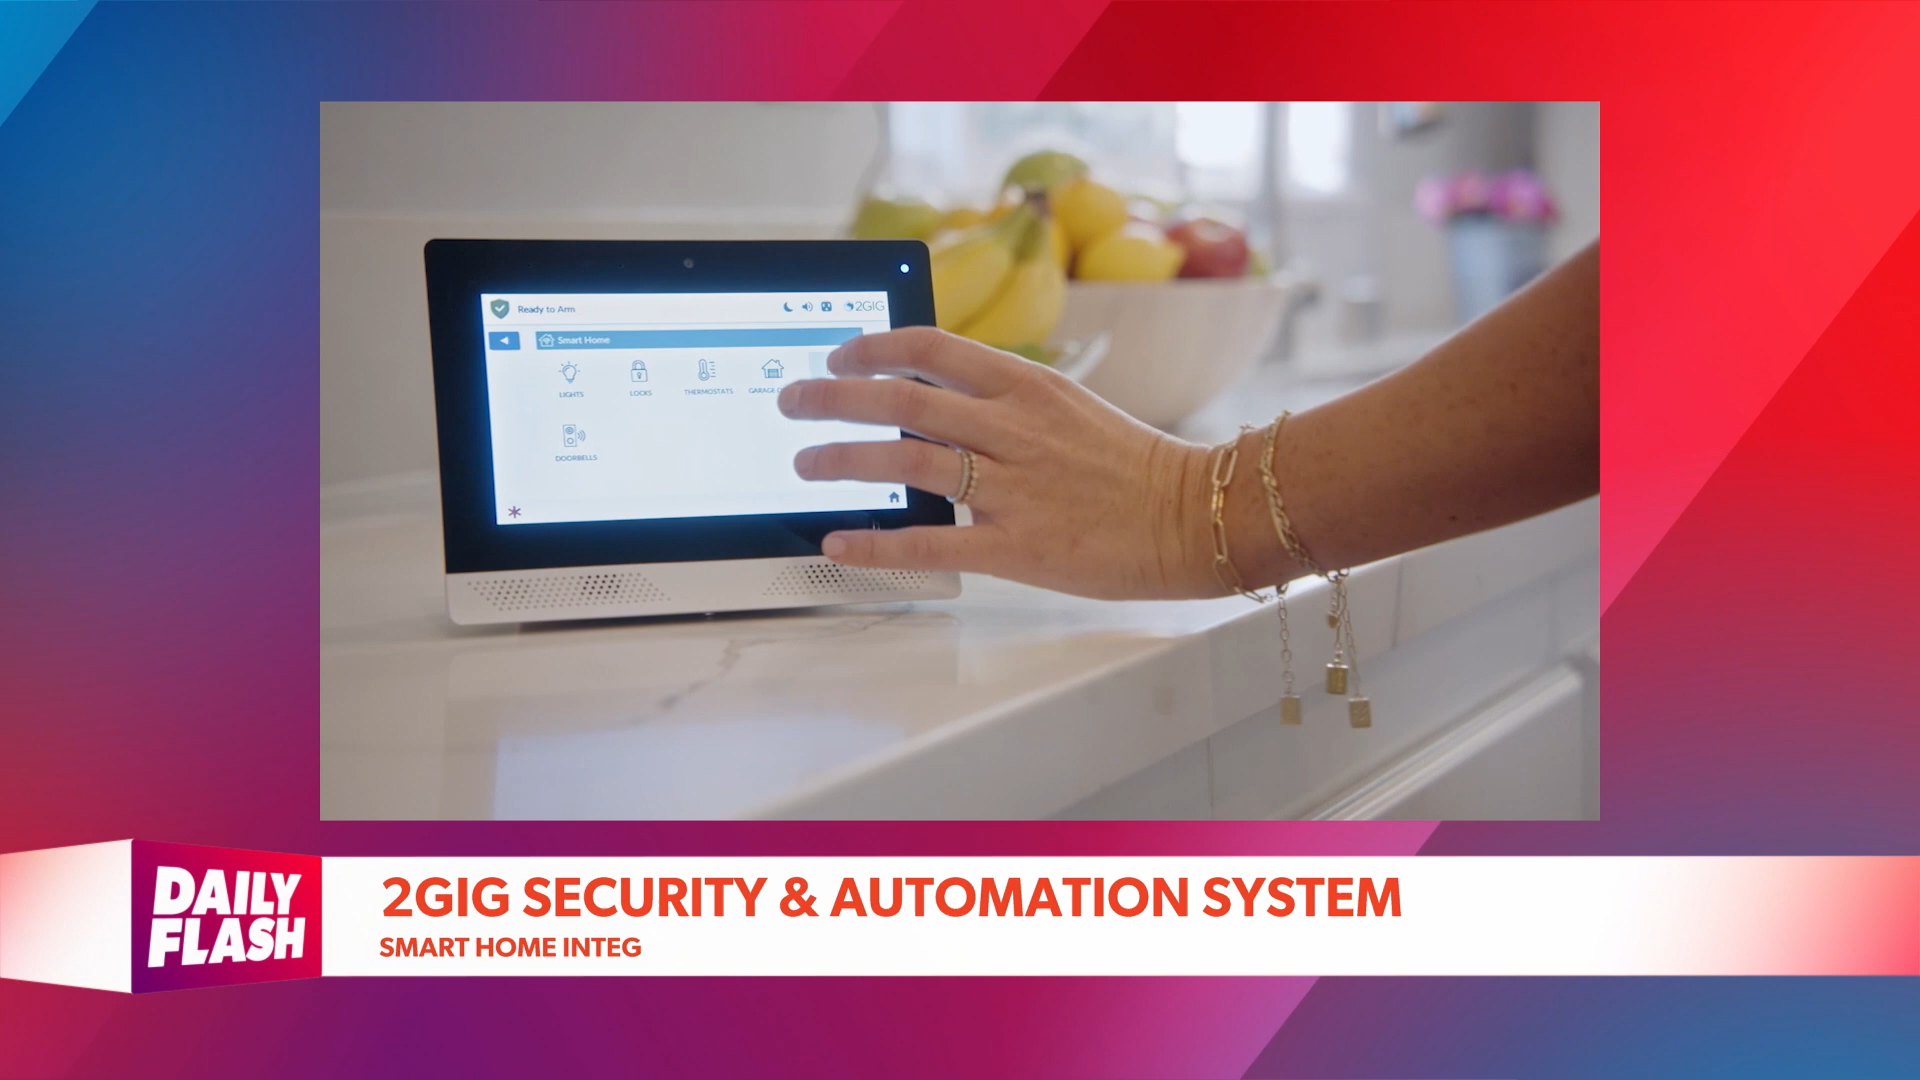 Ready to Arm
2GIG
Smart Home
LIGHTS
LOCKS
THERMOSTATS
GARAGE
DOORBELLS
DAILY
FLASH
2GIG SECURITY & AUTOMATION SYSTEM
SMART HOME INTEG